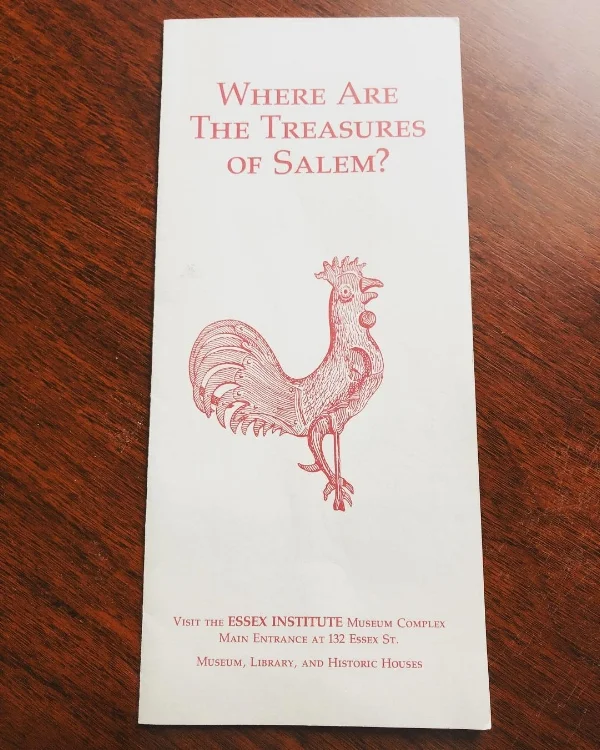 Where Are
The Treasures
of Salem?
Visit the ESSEX INSTITUTE Museum Complex
Main Entrance at 132 Essex St.
Museum, Library, and Historic Houses